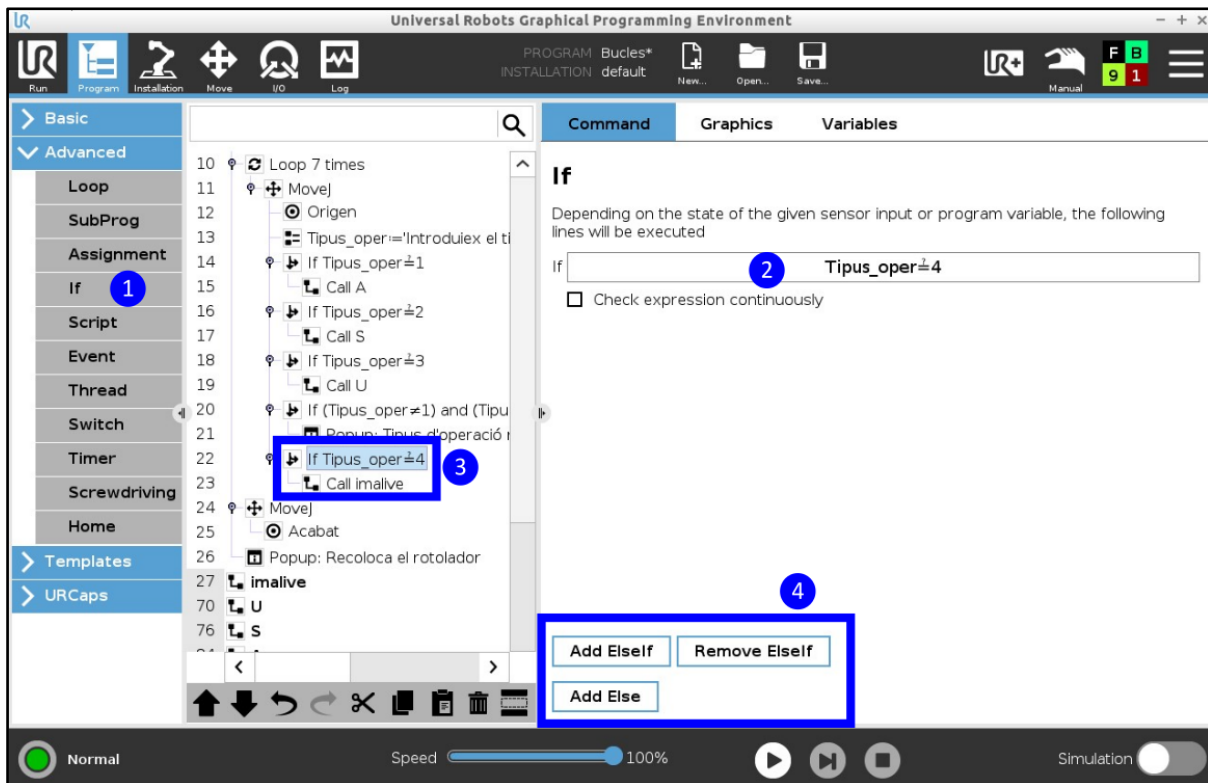 UR Universal Robots Graphical Programming Environment
PROGRAM Bucles*
INSTALLATION default
New... Open... Save...
UR+
Manual
F B
9 1
UR
Run Program Installation Move I/O Log
Basic
Advanced
Loop
SubProg
Assignment
If 1
Script
Event
Thread
Switch
Timer
Screwdriving
Home
Templates
URCaps
10 Loop 7 times
11 MoveJ
12 Origen
13 Tipus_oper≔'Introduiex el ti
14 If Tipus_oper≟1
15 Call A
16 If Tipus_oper≟2
17 Call S
18 If Tipus_oper≟3
19 Call U
20 If (Tipus_oper≠1) and (Tipu
21 Popup: Tipus d'operació
22 If Tipus_oper≟4
23 Call imalive
3
24 MoveJ
25 Acabat
26 Popup: Recoloca el rotolador
27 imalive
70 U
76 S
Command Graphics Variables
If
Depending on the state of the given sensor input or program variable, the following
lines will be executed
If 2 Tipus_oper≟4
Check expression continuously
4
Add ElseIf Remove ElseIf
Add Else
Normal
Speed 100%
Simulation